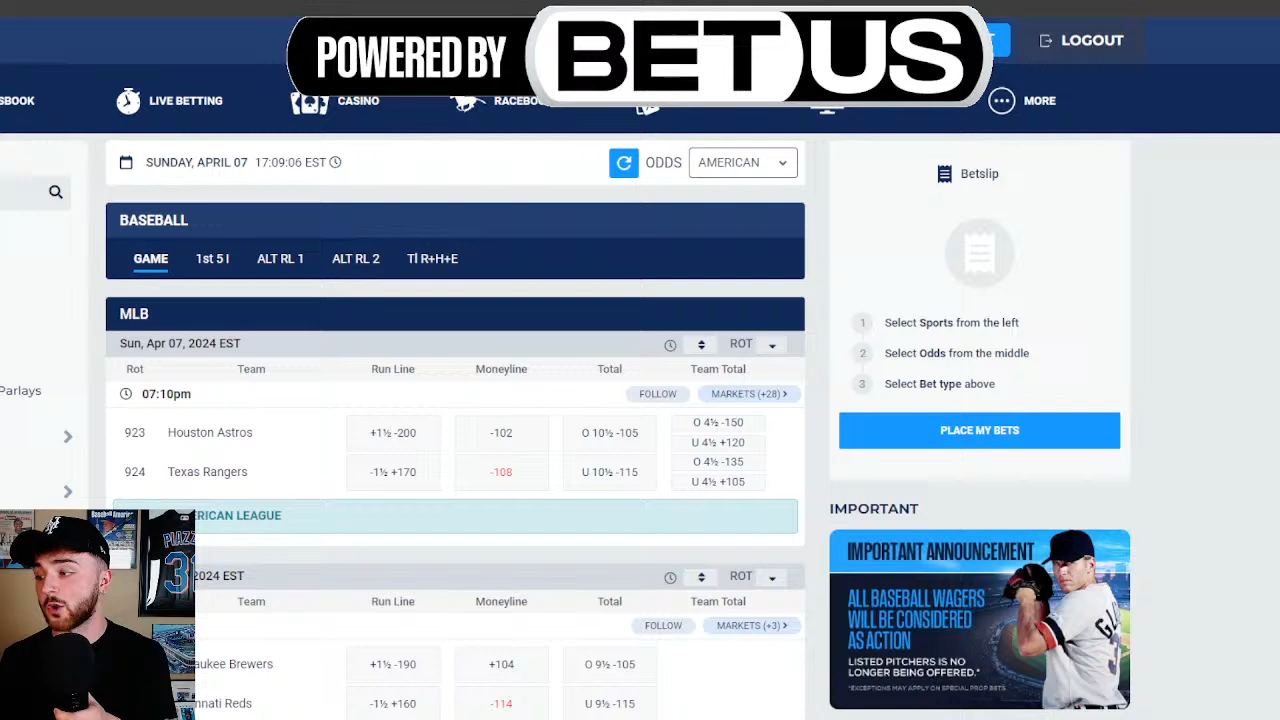 POWERED BY BETUS
LOGOUT
SBOOK
LIVE BETTING
CASINO
MORE
SUNDAY, APRIL 07 17:09:06 EST
ODDS
AMERICAN
Betslip
BASEBALL
GAME
1st 5 I
ALT RL 1
ALT RL 2
Tl R+H+E
MLB
Sun, Apr 07, 2024 EST
ROT
Rot Team Run Line Moneyline Total Team Total
07:10pm
FOLLOW
MARKETS (+28)
923 Houston Astros +1½ -200 -102 O 10½ -105
O 4½ -150
U 4½ +120
924 Texas Rangers -1½ +170 -108 U 10½ -115
O 4½ -135
U 4½ +105
RICAN LEAGUE
2024 EST
ROT
Team Run Line Moneyline Total Team Total
FOLLOW
MARKETS (+3)
aukee Brewers +1½ -190 +104 O 9½ -105
eds -1½ +160 -114 U 9½ -115
Parlays
1 Select Sports from the left
2 Select Odds from the middle
3 Select Bet type above
PLACE MY BETS
IMPORTANT
IMPORTANT ANNOUNCEMENT
ALL BASEBALL WAGERS
WILL BE CONSIDERED
AS ACTION
LISTED PITCHERS IS NO
LONGER BEING OFFERED.*
*EXCEPTIONS MAY APPLY ON SPECIAL PROP BETS.
PIAZZ
3